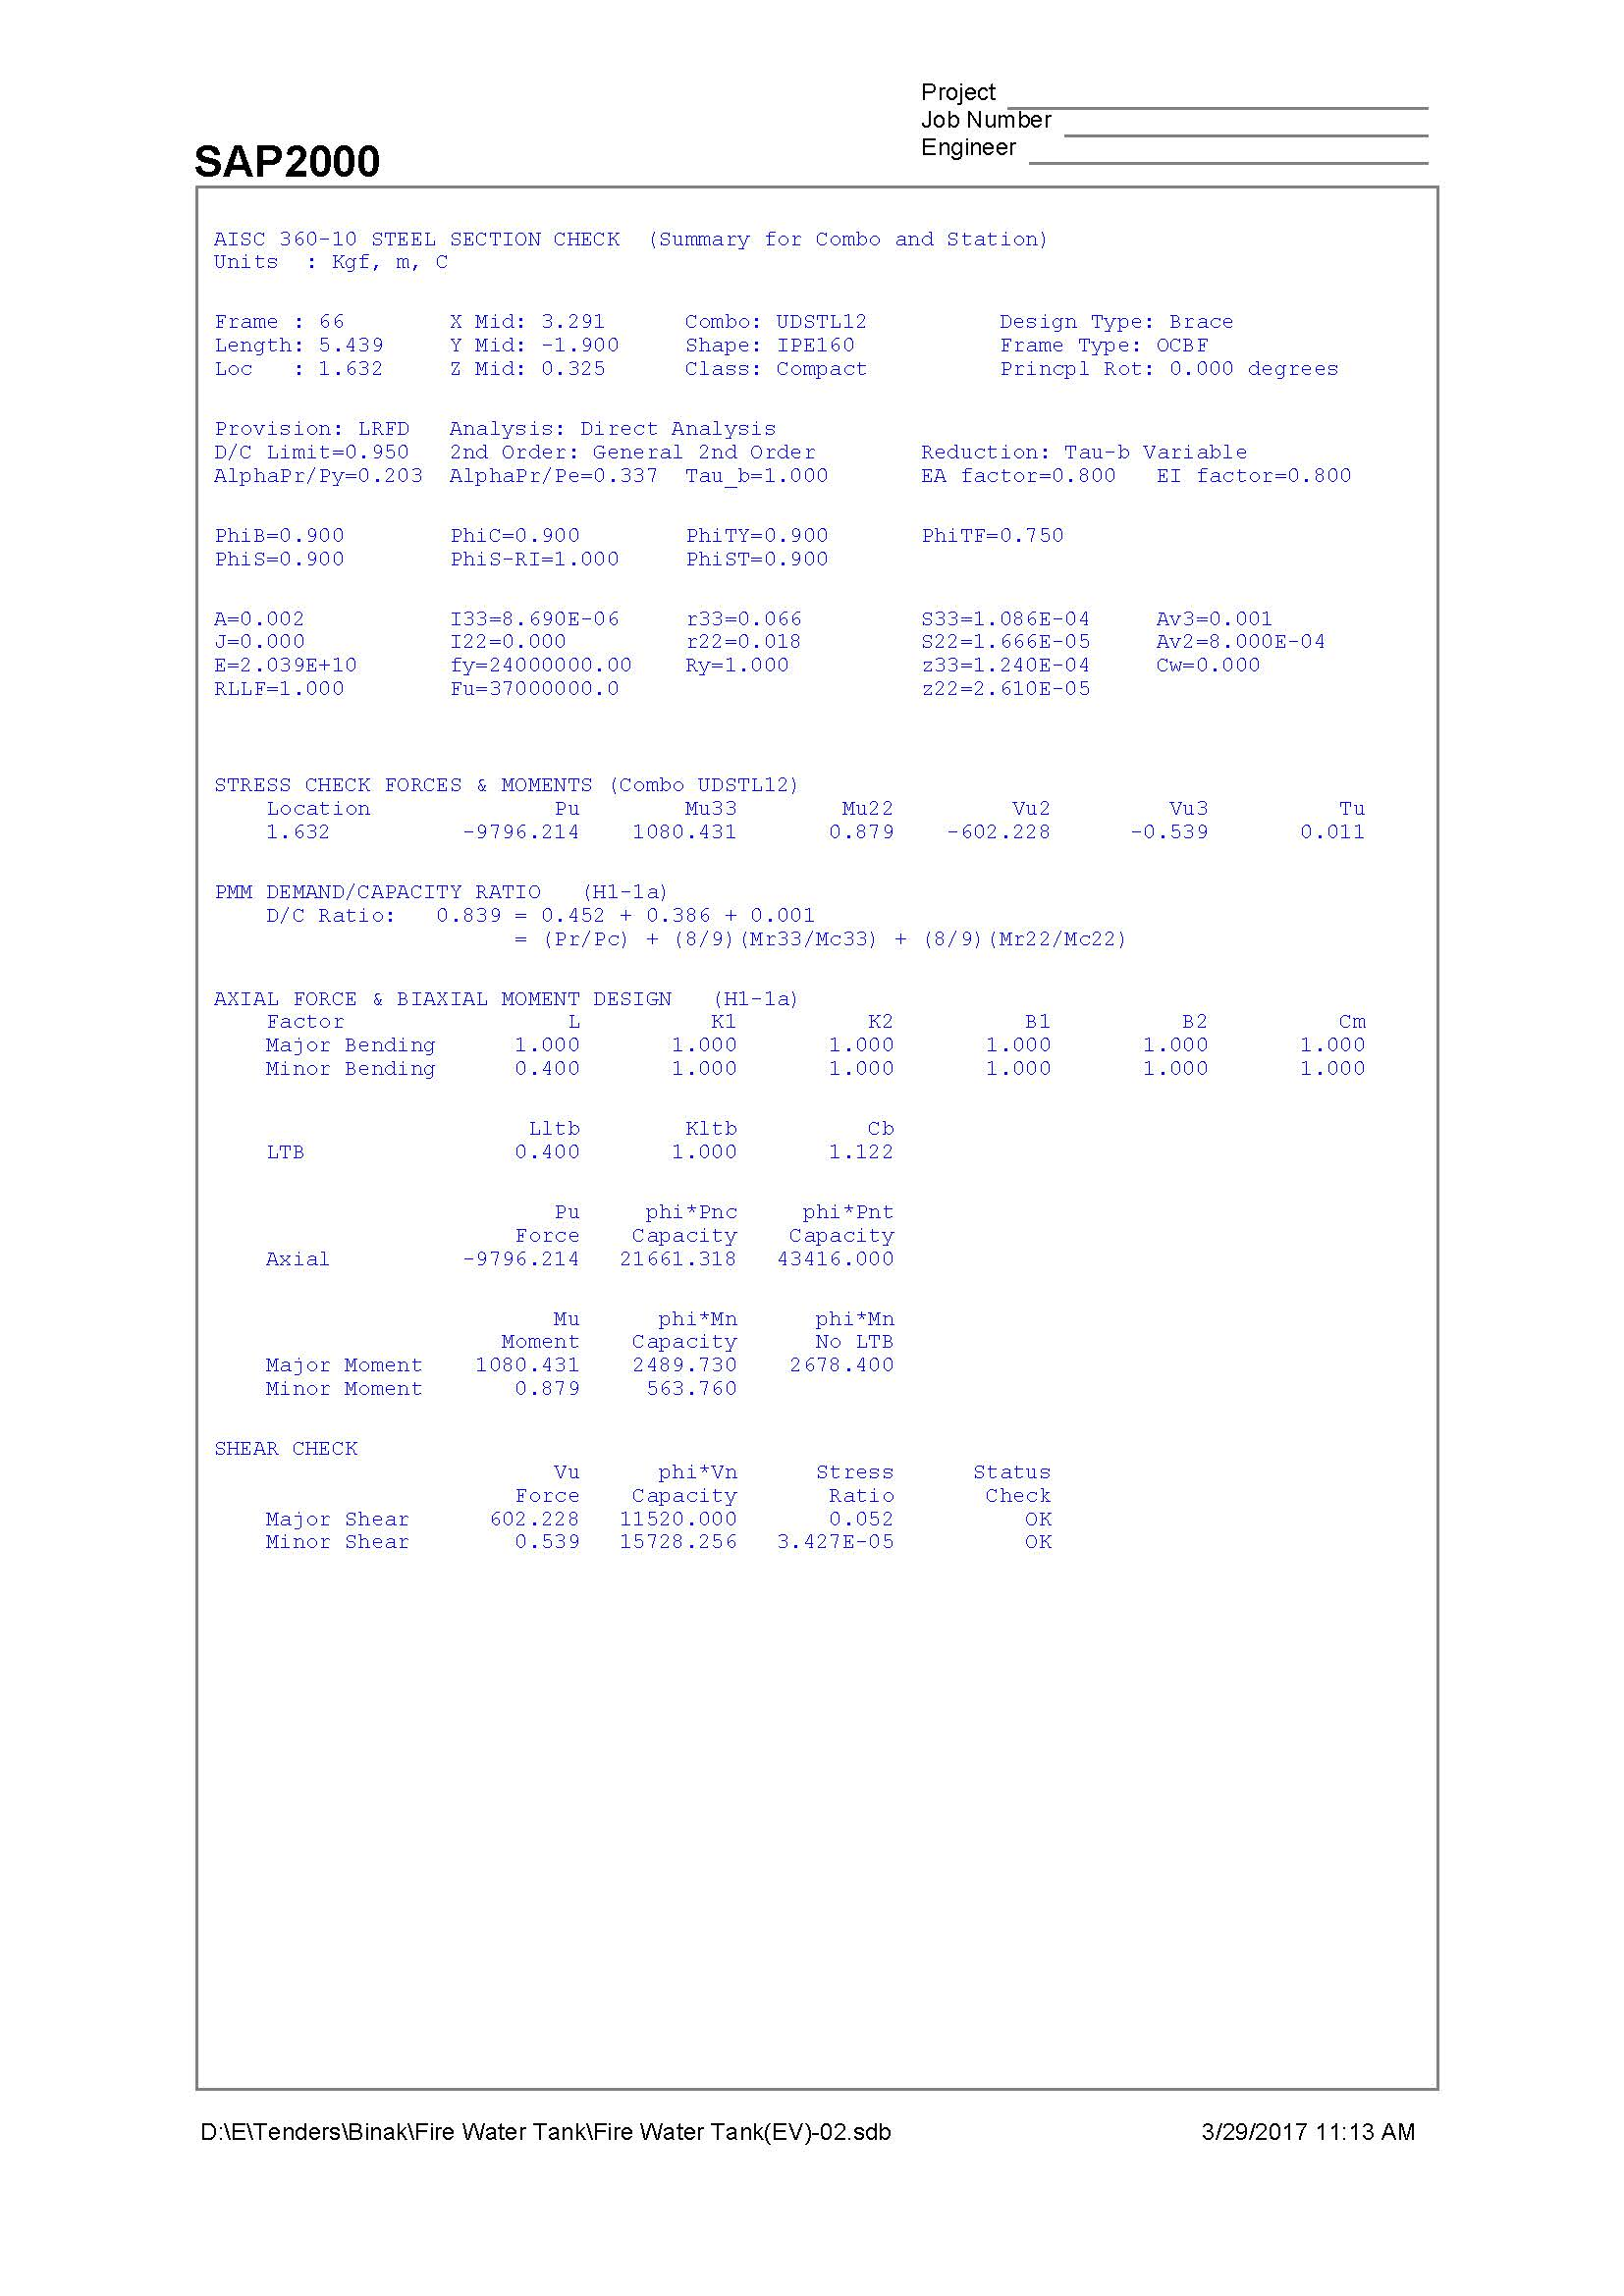 Project
Job Number
Engineer
SAP2000
AISC 360-10 STEEL SECTION CHECK (Summary for Combo and Station)
Units : Kgf, m, C
Frame : 66 X Mid: 3.291 Combo: UDSTL12 Design Type: Brace
Length: 5.439 Y Mid: -1.900 Shape: IPE160 Frame Type: OCBF
Loc : 1.632 Z Mid: 0.325 Class: Compact Princpl Rot: 0.000 degrees
Provision: LRFD Analysis: Direct Analysis
D/C Limit=0.950 2nd Order: General 2nd Order Reduction: Tau-b Variable
AlphaPr/Py=0.203 AlphaPr/Pe=0.337 Tau_b=1.000 EA factor=0.800 EI factor=0.800
PhiB=0.900 PhiC=0.900 PhiTY=0.900 PhiTF=0.750
PhiS=0.900 PhiS-RI=1.000 PhiST=0.900
A=0.002 I33=8.690E-06 r33=0.066 S33=1.086E-04 Av3=0.001
J=0.000 I22=0.000 r22=0.018 S22=1.666E-05 Av2=8.000E-04
E=2.039E+10 fy=24000000.00 Ry=1.000 z33=1.240E-04 Cw=0.000
RLLF=1.000 Fu=37000000.0 z22=2.610E-05
STRESS CHECK FORCES & MOMENTS (Combo UDSTL12)
Location Pu Mu33 Mu22 Vu2 Vu3 Tu
1.632 -9796.214 1080.431 0.879 -602.228 -0.539 0.011
PMM DEMAND/CAPACITY RATIO (H1-1a)
D/C Ratio: 0.839 = 0.452 + 0.386 + 0.001
= (Pr/Pc) + (8/9)(Mr33/Mc33) + (8/9)(Mr22/Mc22)
AXIAL FORCE & BIAXIAL MOMENT DESIGN (H1-1a)
Factor L K1 K2 B1 B2 Cm
Major Bending 1.000 1.000 1.000 1.000 1.000 1.000
Minor Bending 0.400 1.000 1.000 1.000 1.000 1.000
Lltb Kltb Cb
LTB 0.400 1.000 1.122
Pu phi*Pnc phi*Pnt
Force Capacity Capacity
Axial -9796.214 21661.318 43416.000
Mu phi*Mn phi*Mn
Moment Capacity No LTB
Major Moment 1080.431 2489.730 2678.400
Minor Moment 0.879 563.760
SHEAR CHECK
Vu phi*Vn Stress Status
Force Capacity Ratio Check
Major Shear 602.228 11520.000 0.052 OK
Minor Shear 0.539 15728.256 3.427E-05 OK
D:\E\Tenders\Binak\Fire Water Tank\Fire Water Tank(EV)-02.sdb 3/29/2017 11:13 AM